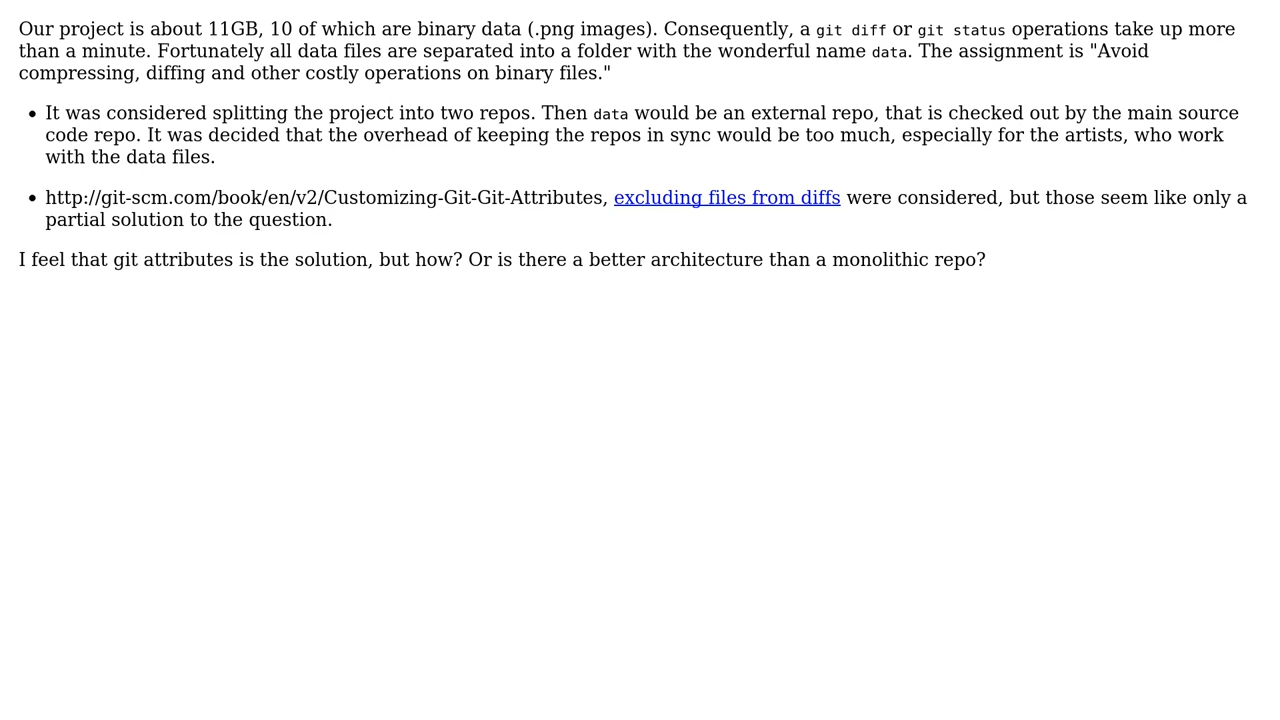 Our project is about 11GB, 10 of which are binary data (.png images). Consequently, a git diff or git status operations take up more
than a minute. Fortunately all data files are separated into a folder with the wonderful name data. The assignment is "Avoid
compressing, diffing and other costly operations on binary files."
• It was considered splitting the project into two repos. Then data would be an external repo, that is checked out by the main source
code repo. It was decided that the overhead of keeping the repos in sync would be too much, especially for the artists, who work
with the data files.
• http://git-scm.com/book/en/v2/Customizing-Git-Git-Attributes, excluding files from diffs were considered, but those seem like only a
partial solution to the question.
I feel that git attributes is the solution, but how? Or is there a better architecture than a monolithic repo?